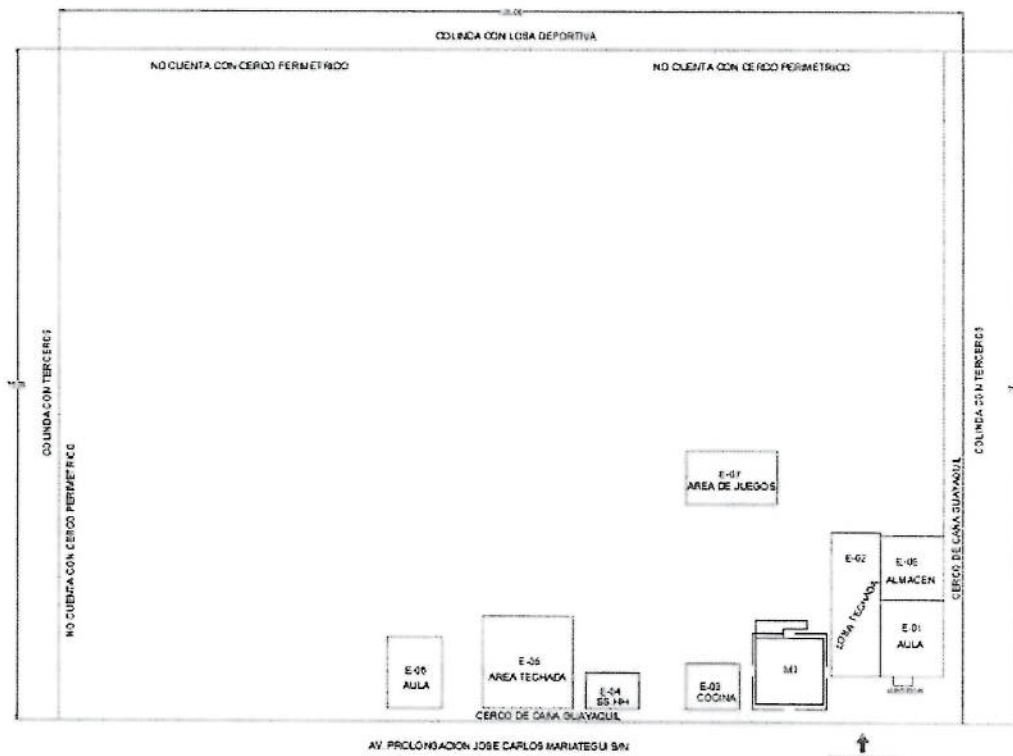 COLINDA CON LOSA DEPORTIVA
NO CUENTA CON CERCO PERIMETRICO
NO CUENTA CON CERCO PERIMETRICO
COLINDA CON TERCEROS
NO CUENTA CON CERCO PERIMETRICO
COLINDA CON TERCEROS
CERCO DE CAÑA GUAYAQUIL
E-07
AREA DE JUEGOS
E-02
LOSA TECHADA
ALMACEN
E-01
AULA
E-05
AREA TECHADA
AULA
E-04
SS.HH
E-03
COCINA
CERCO DE CAÑA GUAYAQUIL
AV. PROLONGACION JOSE CARLOS MARIATEGUI S/N